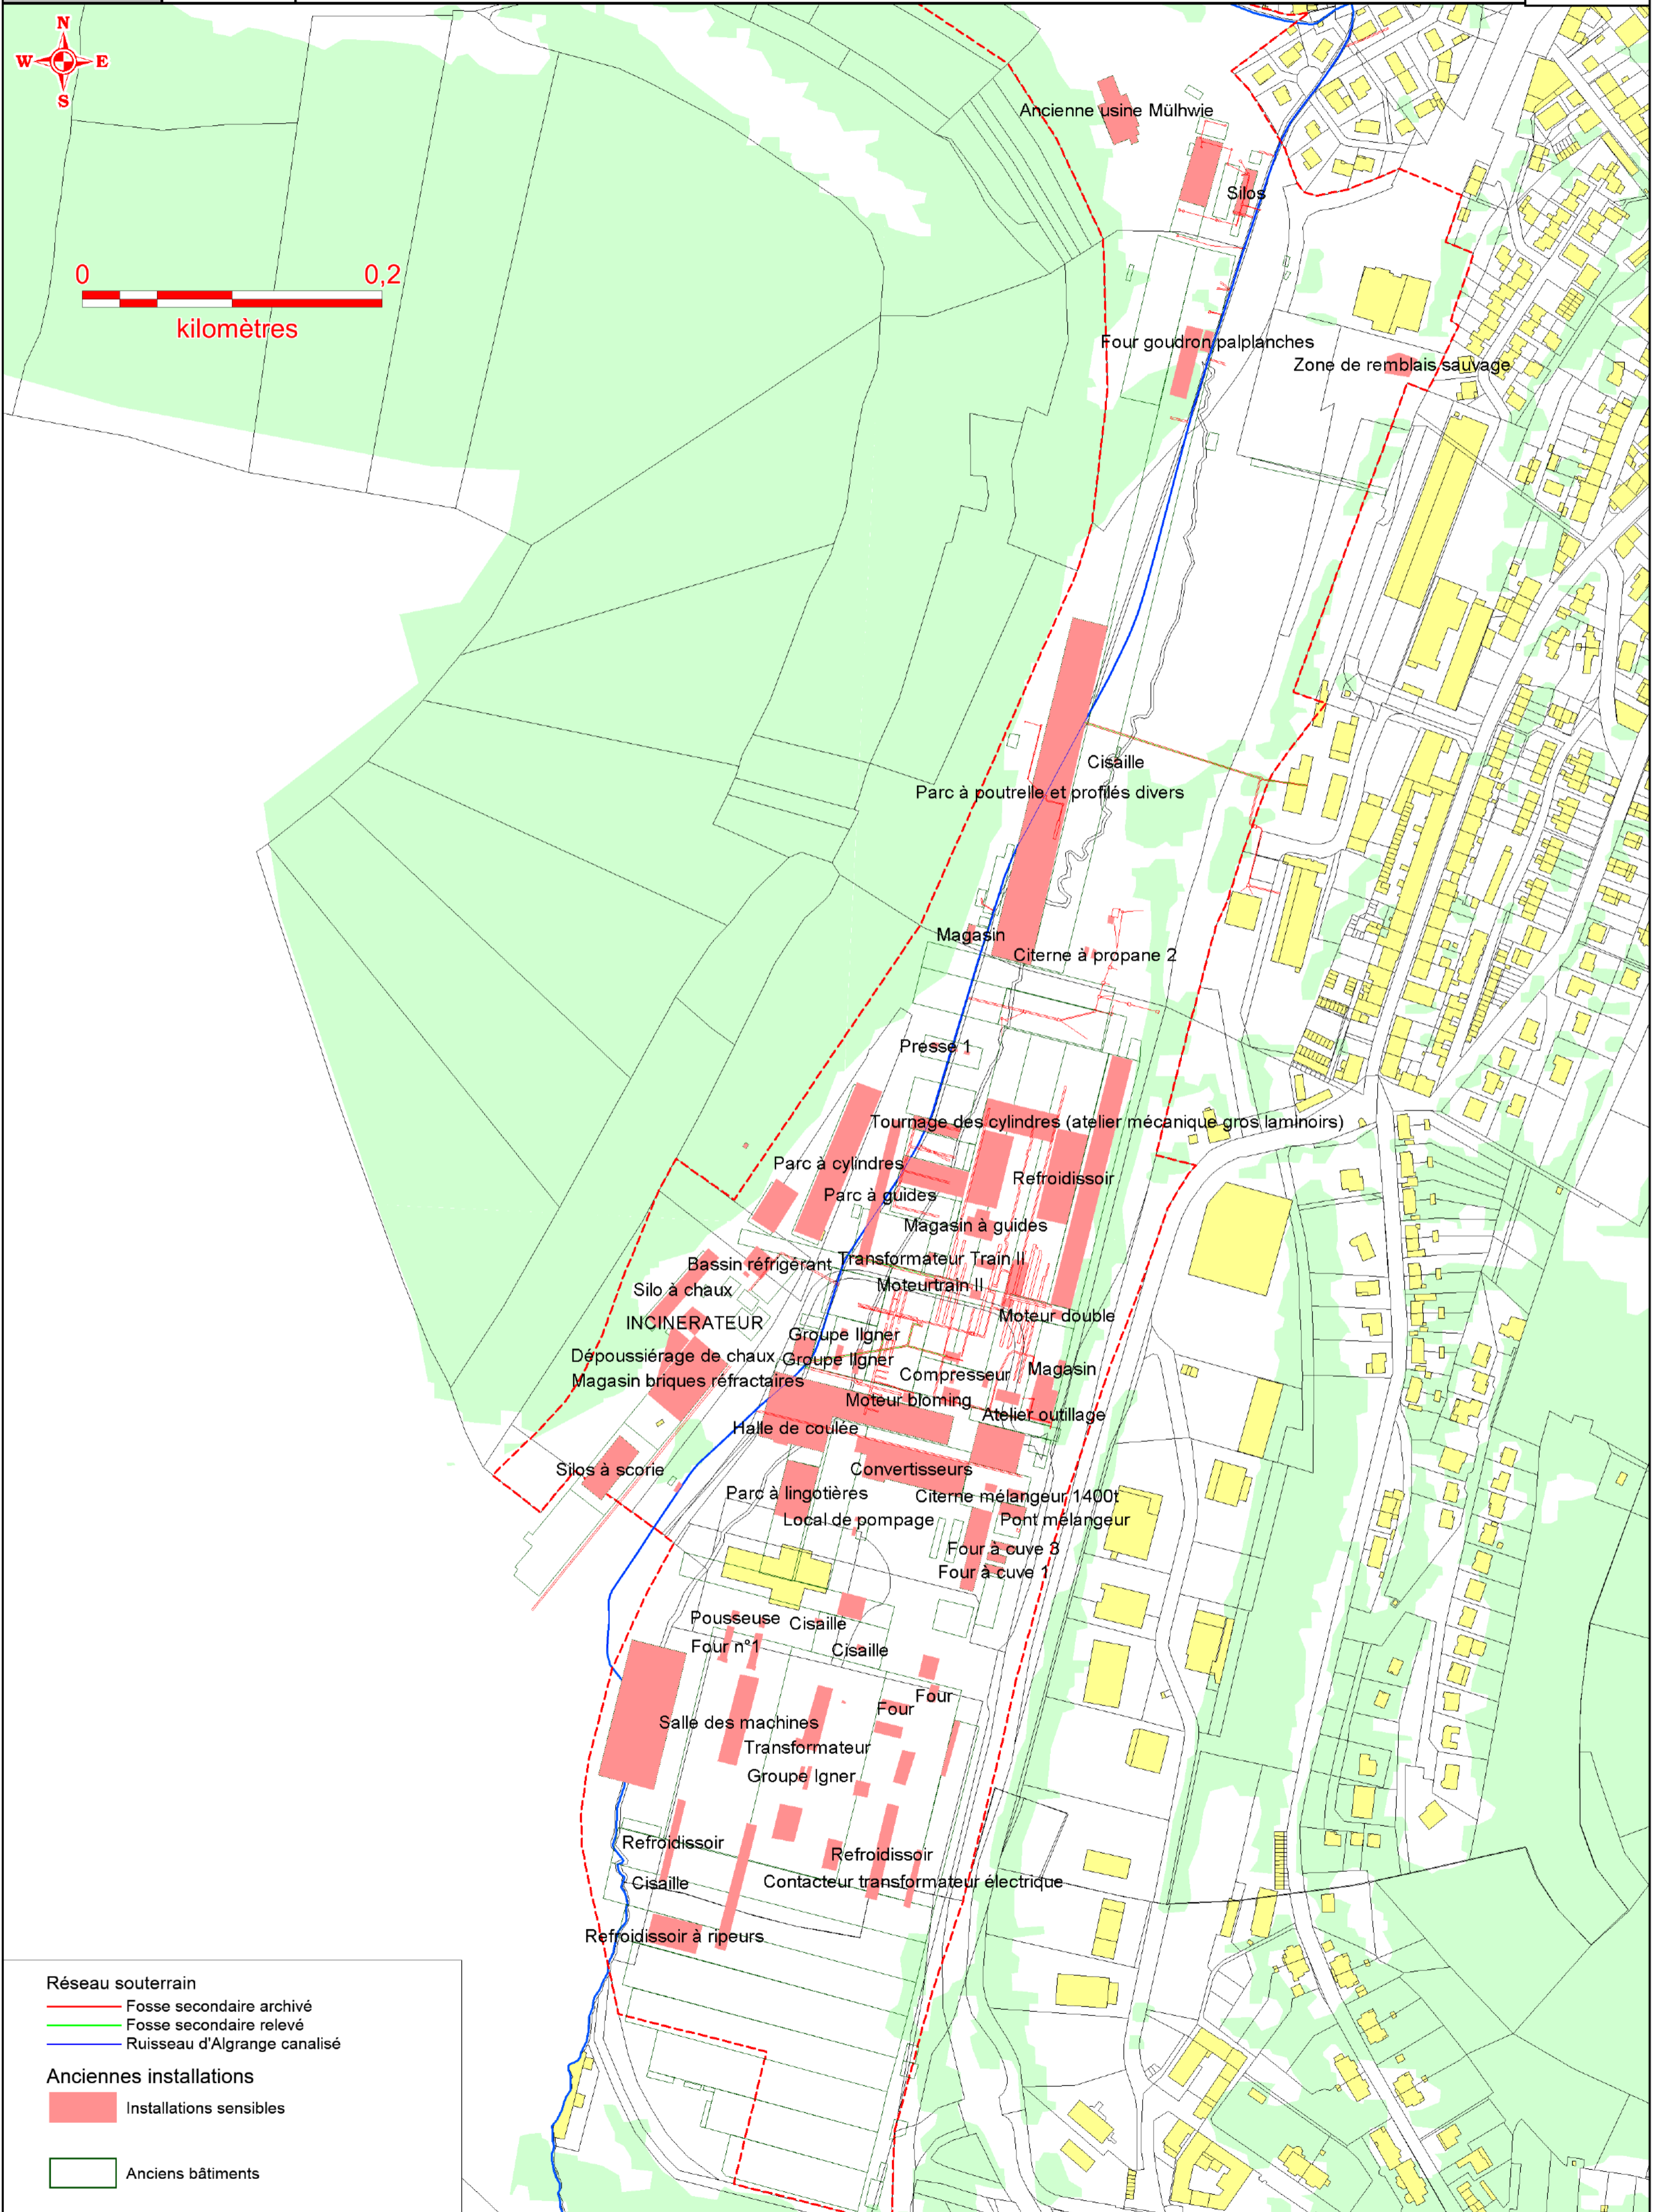 N
W E
S
Ancienne usine Mülhwie
Silos
0 0,2
kilomètres
Four goudron palplanches
Zone de remblais sauvage
Cisaille
Parc à poutrelle et profilés divers
Magasin
Citerne à propane 2
Presse 1
Tournage des cylindres (atelier mécanique gros laminoirs)
Parc à cylindres
Refroidissoir
Parc à guides
Magasin à guides
Transformateur Train II
Bassin réfrigérant
Moteurtrain II
Silo à chaux
Moteur double
INCINERATEUR
Groupe Ilgner
Dépoussiérage de chaux
Groupe Ilgner
Magasin
Compresseur
Magasin briques réfractaires
Moteur bloming
Atelier outillage
Halle de coulée
Silos à scorie
Convertisseurs
Parc à lingotières
Citerne mélangeur 1400t
Local de pompage
Pont mélangeur
Four à cuve 3
Four à cuve 1
Pousseuse
Cisaille
Four n°1
Cisaille
Four
Four
Salle des machines
Transformateur
Groupe Igner
Refroidissoir
Refroidissoir
Cisaille
Contacteur transformateur électrique
Refroidissoir à ripeurs
Réseau souterrain
Fosse secondaire archivé
Fosse secondaire relevé
Ruisseau d'Algrange canalisé
Anciennes installations
Installations sensibles
Anciens bâtiments